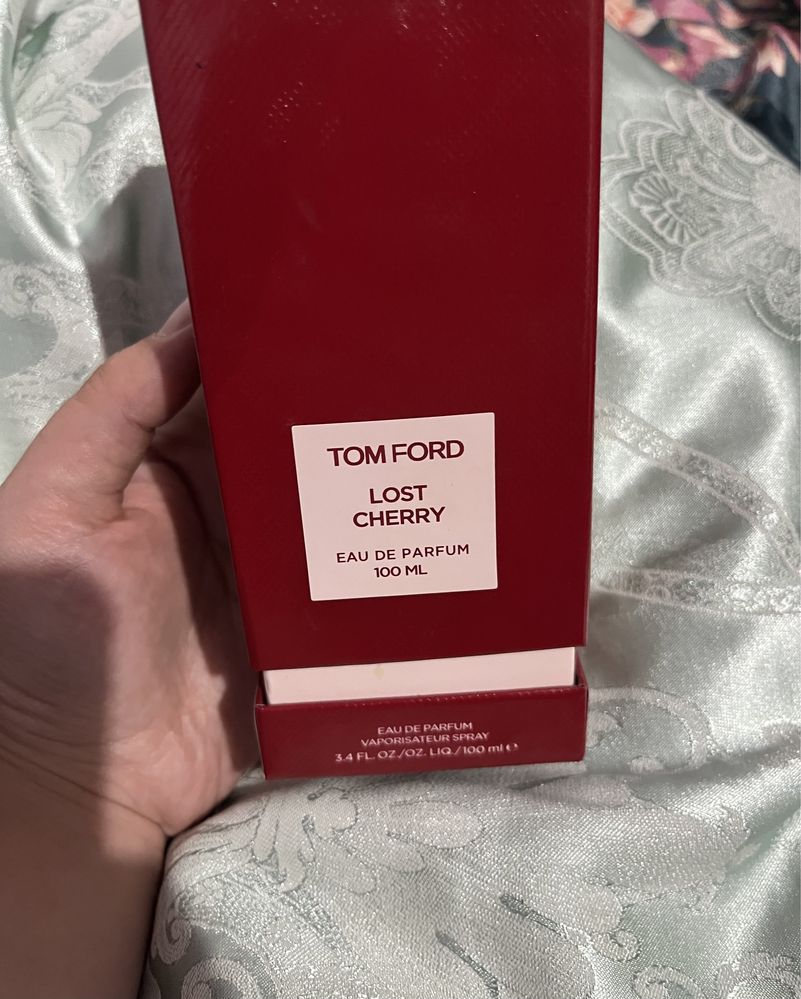 TOM FORD
LOST
CHERRY
EAU DE PARFUM
100 ML
EAU DE PARFUM
VAPORISATEUR SPRAY
3.4 FL. OZ./OZ. LIQ./100 ml ℮